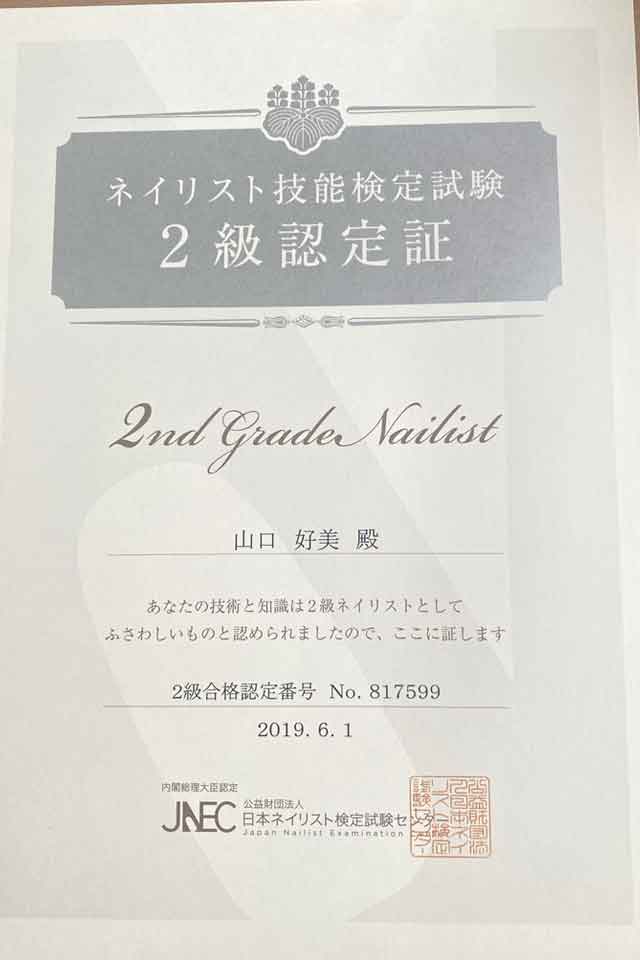 ネイリスト技能検定試験
2級認定証
2nd Grade Nailist
山口 好美 殿
あなたの技術と知識は2級ネイリストとして
ふさわしいものと認められましたので、ここに証します
2級合格認定番号 No. 817599
2019. 6. 1
内閣総理大臣認定
JNEC
公益財団法人
日本ネイリスト検定試験センター
Japan Nailist Examination